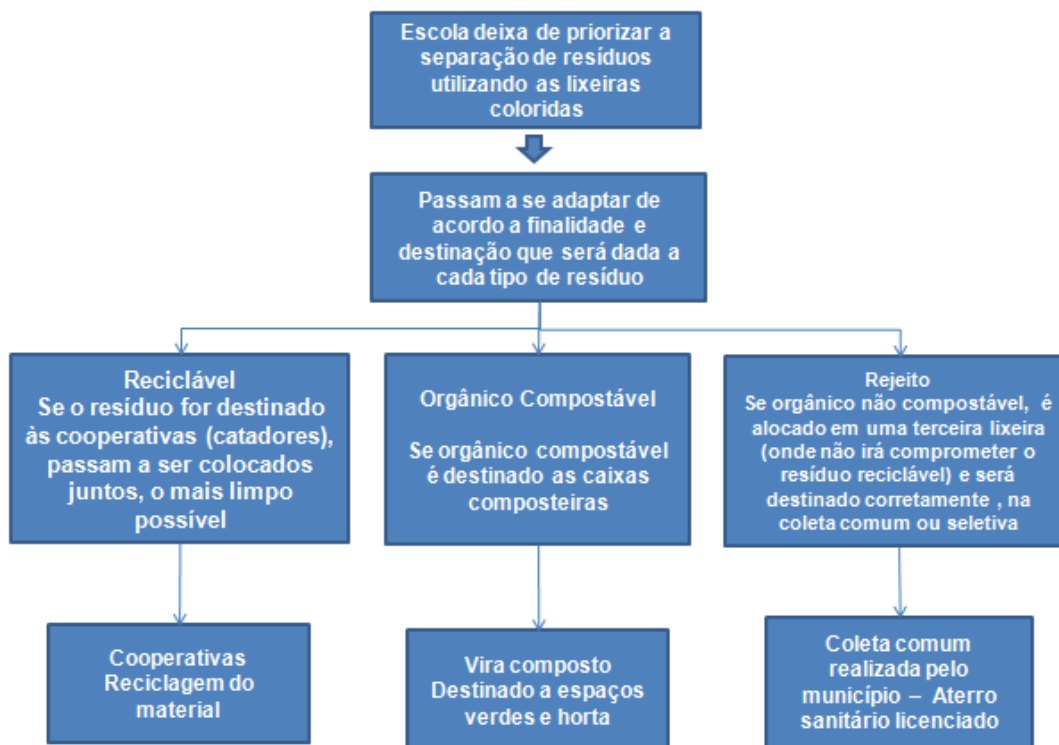 Escola deixa de priorizar a
separação de resíduos
utilizando as lixeiras
coloridas
Passam a se adaptar de
acordo a finalidade e
destinação que será dada a
cada tipo de resíduo
Reciclável
Se o resíduo for destinado
às cooperativas (catadores),
passam a ser colocados
juntos, o mais limpo
possível
Orgânico Compostável
Se orgânico compostável
é destinado as caixas
composteiras
Rejeito
Se orgânico não compostável, é
alocado em uma terceira lixeira
(onde não irá comprometer o
resíduo reciclável) e será
destinado corretamente , na
coleta comum ou seletiva
Cooperativas
Reciclagem do
material
Vira composto
Destinado a espaços
verdes e horta
Coleta comum
realizada pelo
município – Aterro
sanitário licenciado